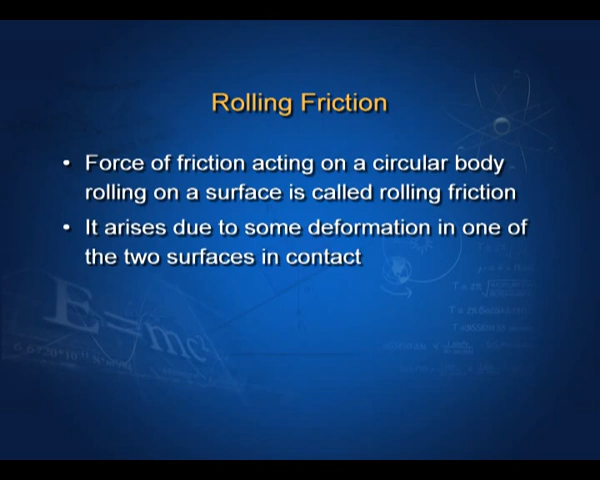 Rolling Friction
• Force of friction acting on a circular body
rolling on a surface is called rolling friction
• It arises due to some deformation in one of
the two surfaces in contact
E=mc²